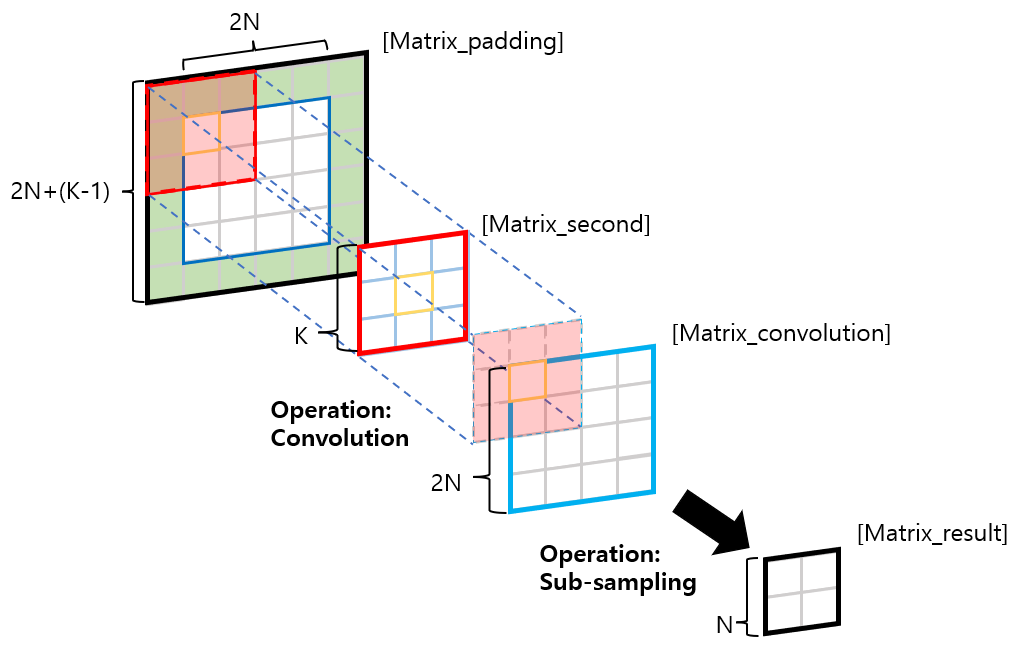 2N
[Matrix_padding]
2N+(K-1)
[Matrix_second]
K
[Matrix_convolution]
Operation:
Convolution
2N
[Matrix_result]
Operation:
Sub-sampling
N